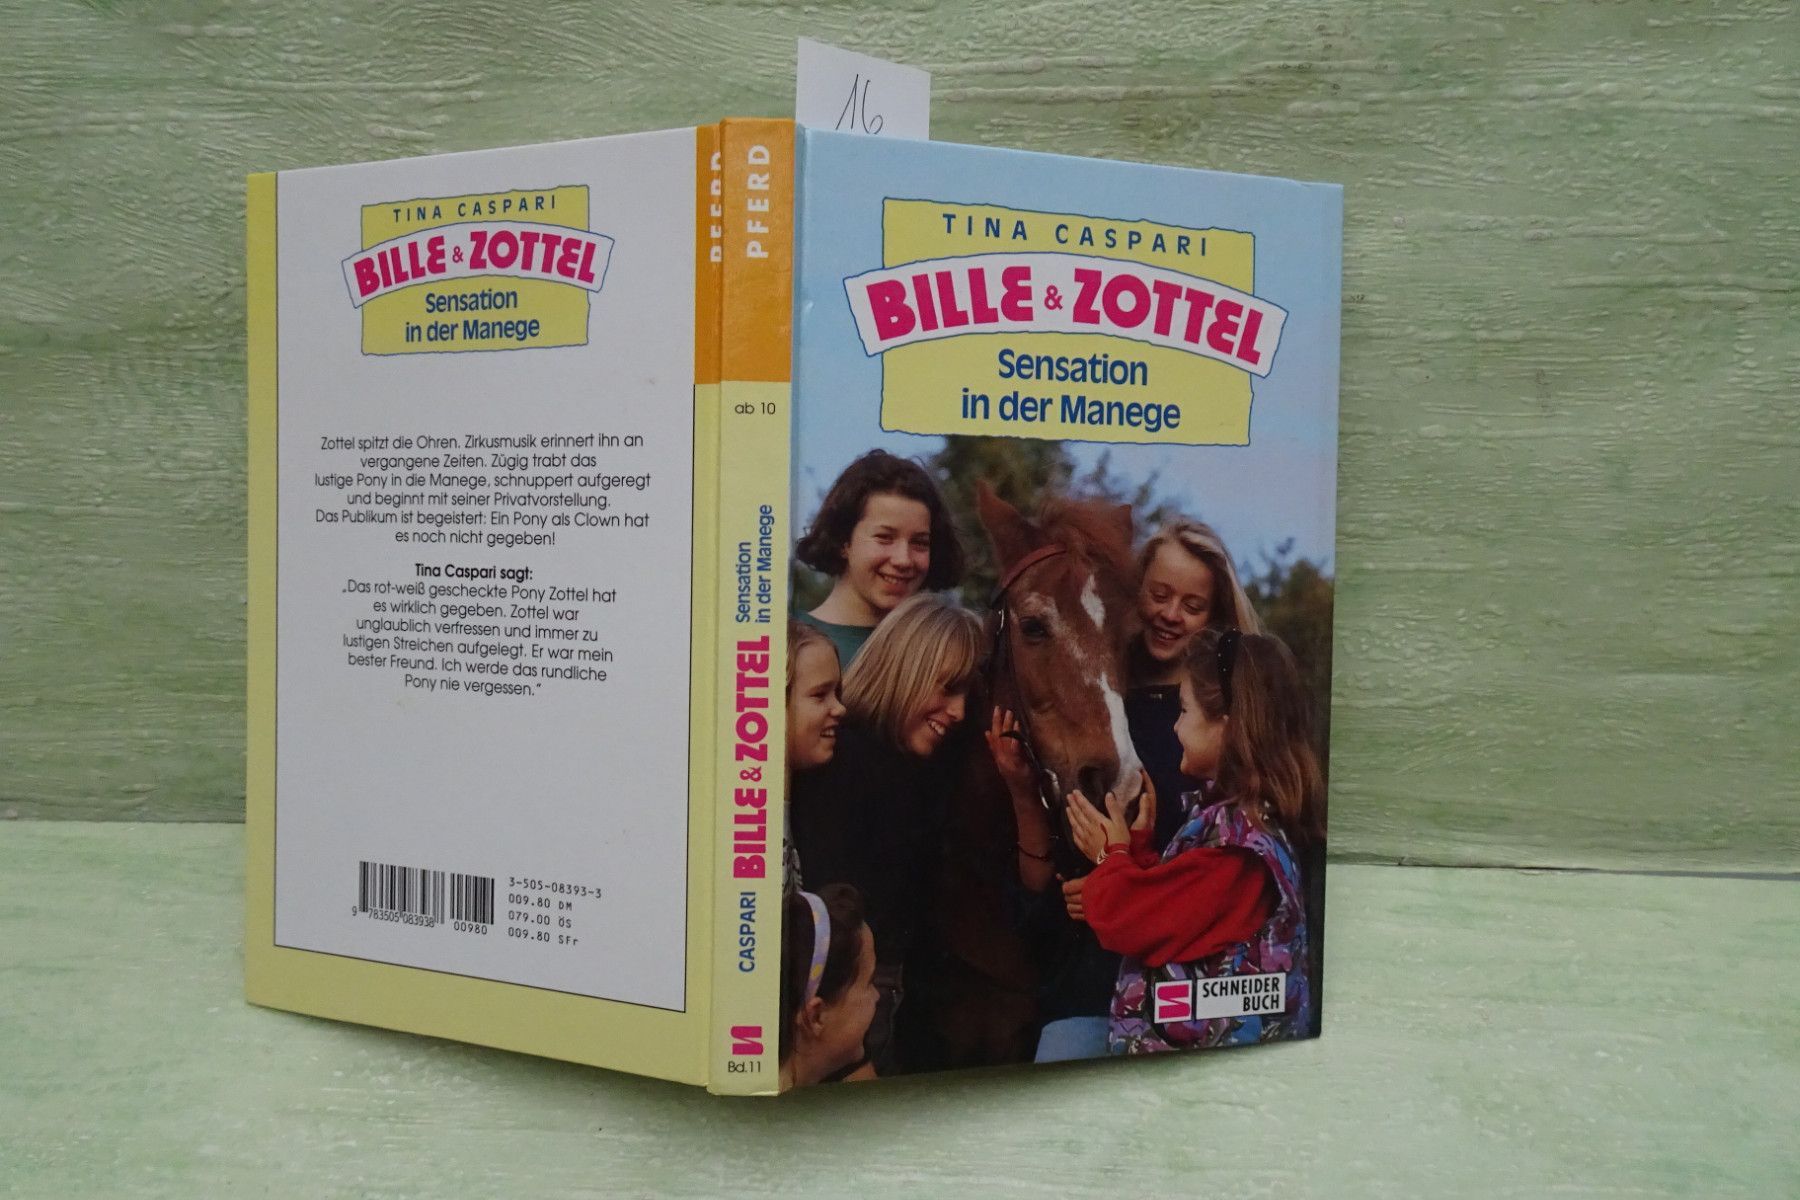 16
TINA CASPARI
BILLE & ZOTTEL
Sensation
in der Manege
Zottel spitzt die Ohren. Zirkusmusik erinnert ihn an
vergangene Zeiten. Zügig trabt das
lustige Pony in die Manege, schnuppert aufgeregt
und beginnt mit seiner Privatvorstellung.
Das Publikum ist begeistert: Ein Pony als Clown hat
es noch nicht gegeben!
Tina Caspari sagt:
„Das rot-weiß gescheckte Pony Zottel hat
es wirklich gegeben. Zottel war
unglaublich verfressen und immer zu
lustigen Streichen aufgelegt. Er war mein
bester Freund. Ich werde das rundliche
Pony nie vergessen.“
3-505-08393-3
009.80 DM
079.00 ÖS
009.80 SFr
9 783505 083938
00980
PFERD
PFERD
ab 10
CASPARI BILLE & ZOTTEL Sensation
in der Manege
Bd.11
TINA CASPARI
BILLE & ZOTTEL
Sensation
in der Manege
SCHNEIDER
BUCH